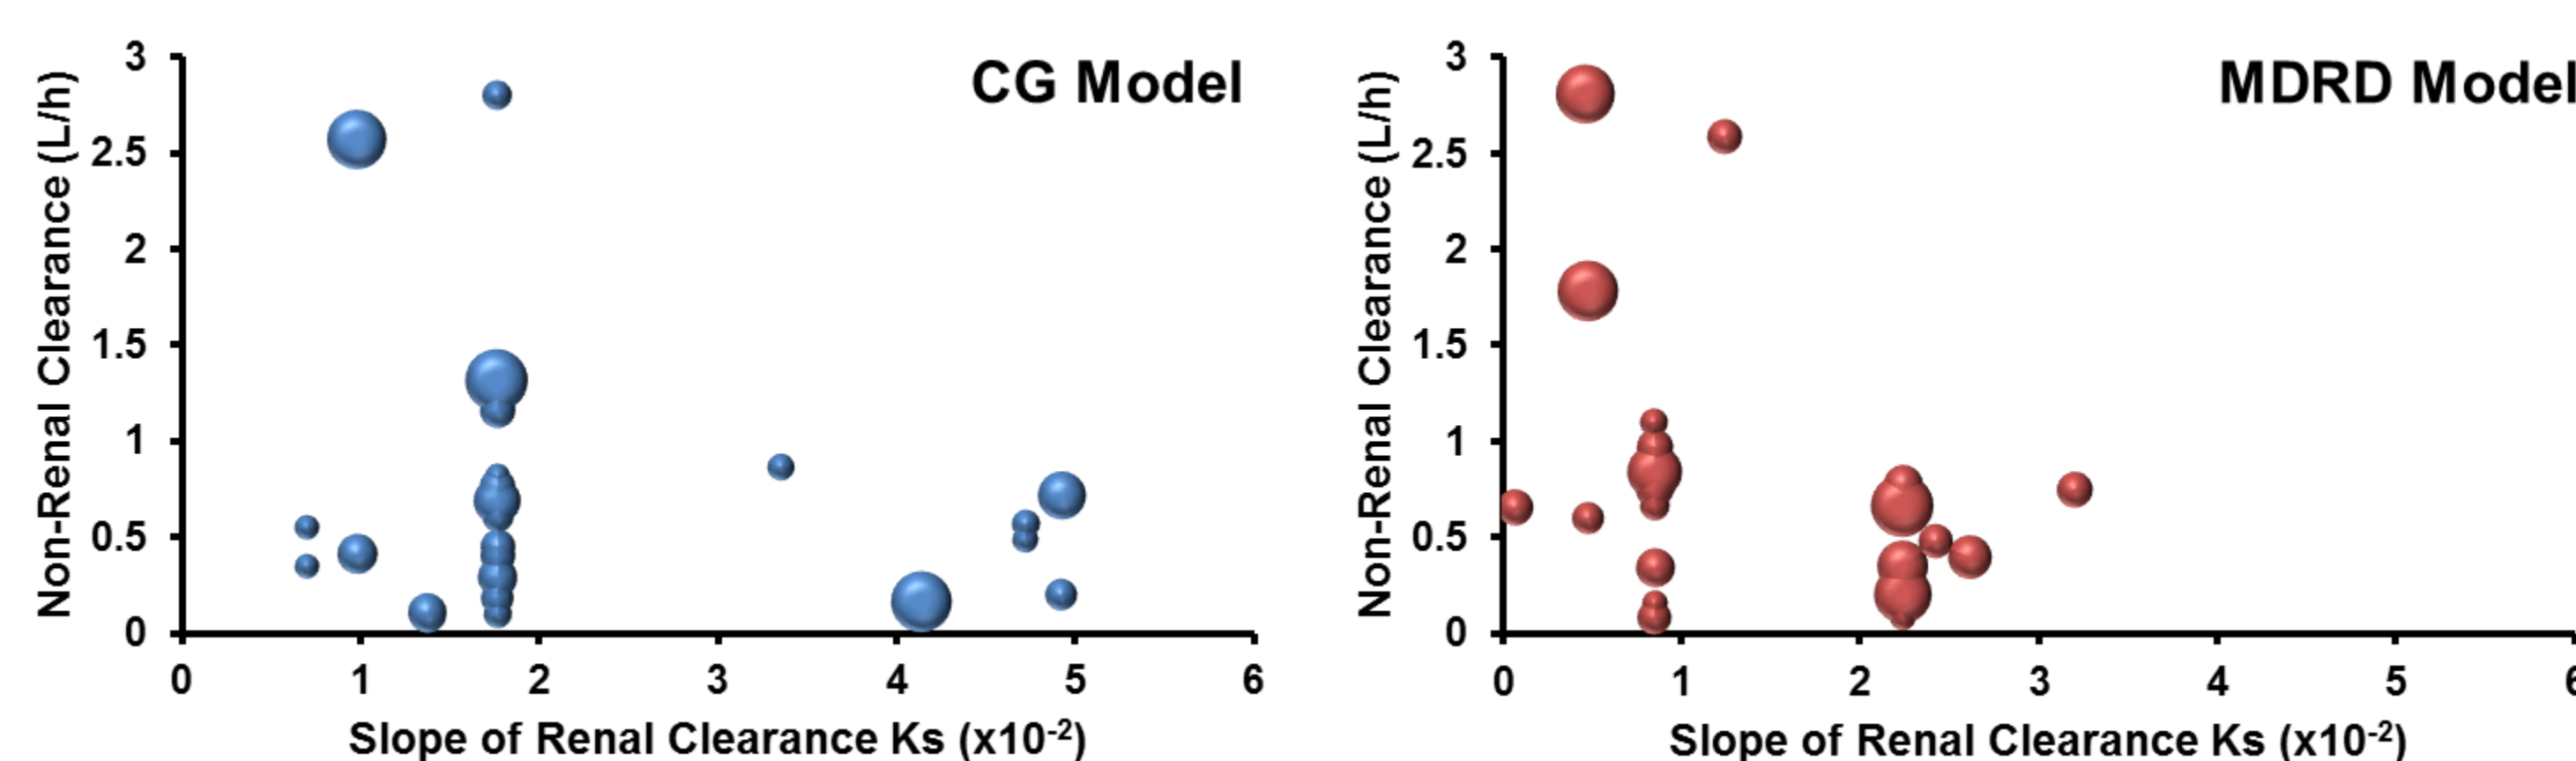 CG Model
Non-Renal Clearance (L/h)
3
2.5
2
1.5
1
0.5
0
0 1 2 3 4 5 6
Slope of Renal Clearance Ks (x10-2)
MDRD Model
Non-Renal Clearance (L/h)
3
2.5
2
1.5
1
0.5
0
0 1 2 3 4 5 6
Slope of Renal Clearance Ks (x10-2)